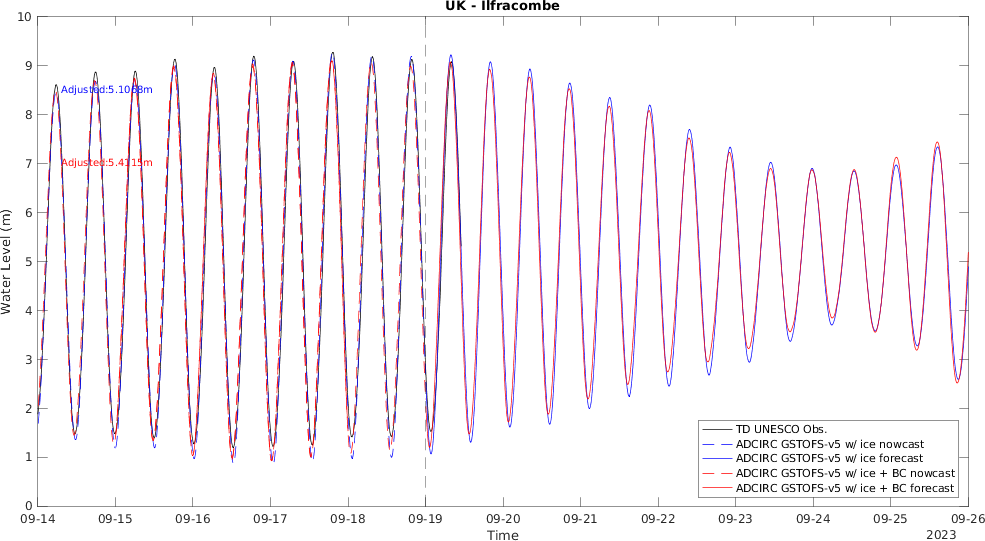 UK - Ilfracombe
10
9
8
7
6
5
4
3
2
1
0
Water Level (m)
Adjusted:5.1068m
Adjusted:5.4115m
TD UNESCO Obs.
ADCIRC GSTOFS-v5 w/ ice nowcast
ADCIRC GSTOFS-v5 w/ ice forecast
ADCIRC GSTOFS-v5 w/ ice + BC nowcast
ADCIRC GSTOFS-v5 w/ ice + BC forecast
09-14 09-15 09-16 09-17 09-18 09-19 09-20 09-21 09-22 09-23 09-24 09-25 09-26
Time
2023